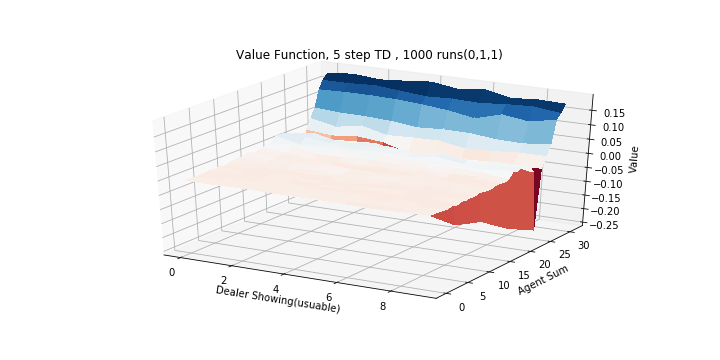 Value Function, 5 step TD , 1000 runs(0,1,1)
0.15
0.10
0.05
0.00
−0.05
−0.10
−0.15
−0.20
−0.25
Value
0 2 4 6 8
Dealer Showing(usuable)
0 5 10 15 20 25 30
Agent Sum